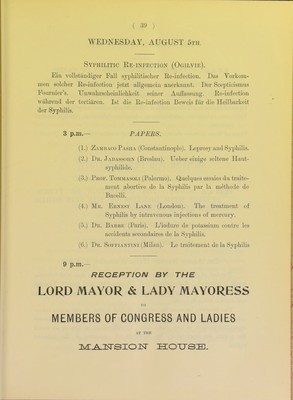 ( 39 )
WEDNESDAY, AUGUST 5TH
SYPHILITIC RE-INFECTION (OGILVIE).
Ein vollständiger Fall syphilitischer Re-infection. Das Vorkom-
men solcher Re-infection jetzt allgemein anerkannt. Der Scepticismus
Fournier's. Unwahrscheinlichkeit seiner Auffassung. Re-infection
während der tertiären. Ist die Re-infection Beweis für die Heilbarkeit
der Syphilis.
3 p.m.— PAPERS.
(1.) ZAMBACO PASHA (Constantinople). Leprosy and Syphilis.
(2.) DR. JADASSOHN (Breslau). Ueber einige seltene Haut-
syphilide.
(3.) PROF. TOMMASOLI (Palermo). Quelques essaies du traite-
ment abortive de la Syphilis par la méthode de
Bacelli.
(4.) MR. ERNEST LANE (London). The treatment of
Syphilis by intravenous injections of mercury.
(5.) DR. BARBE (Paris). L'iodure de potassium contre les
accidents secondaires de la Syphilis.
(6.) DR. SOFFIANTINI (Milan). Le traitement de la Syphilis
9 p.m.—
RECEPTION BY THE
LORD MAYOR & LADY MAYORESS
TO
MEMBERS OF CONGRESS AND LADIES
AT THE
MANSION HOUSE.